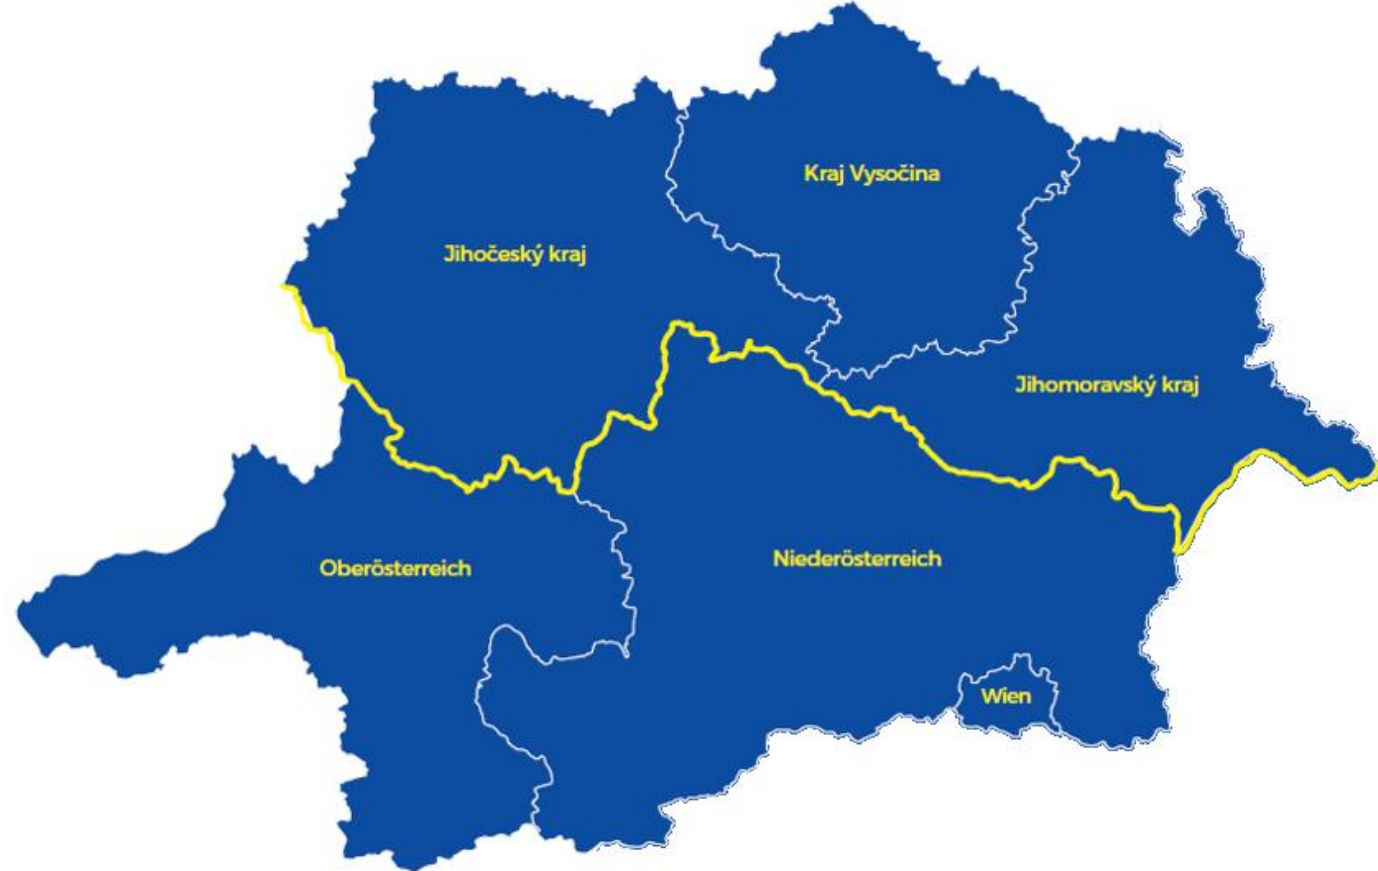 Kraj Vysočina
Jihočeský kraj
Jihomoravský kraj
Oberösterreich
Niederösterreich
Wien